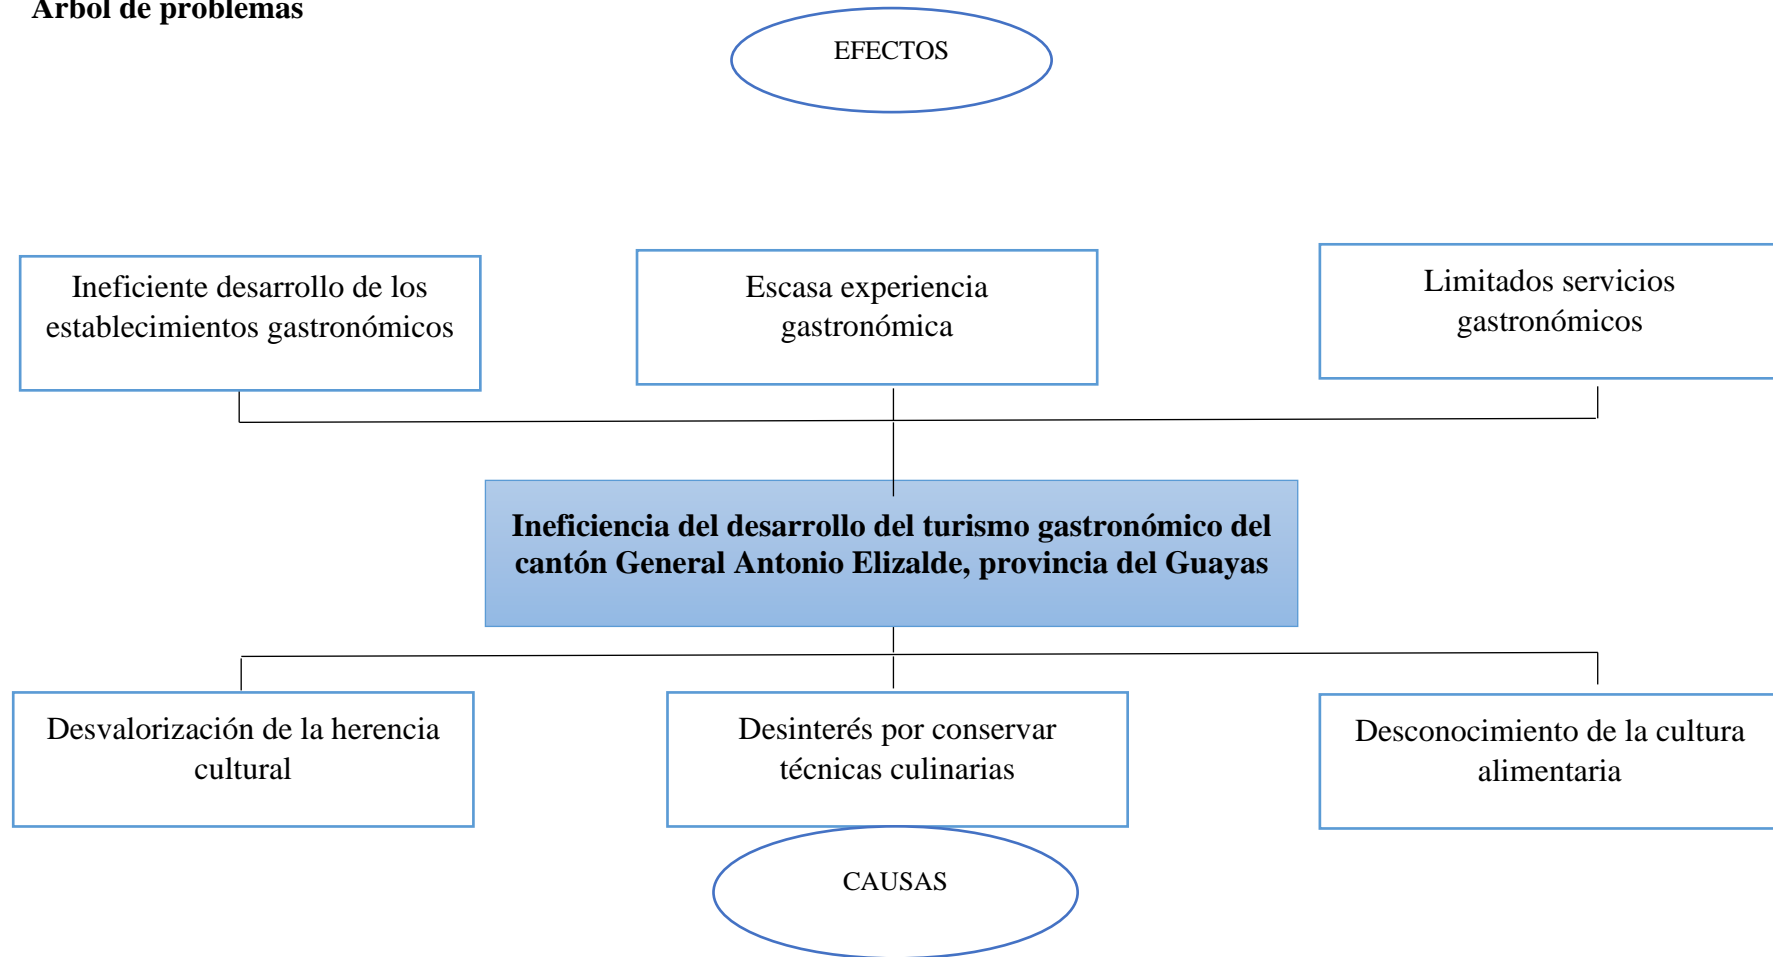 Árbol de problemas
EFECTOS
Ineficiente desarrollo de los
establecimientos gastronómicos
Escasa experiencia
gastronómica
Limitados servicios
gastronómicos
Ineficiencia del desarrollo del turismo gastronómico del
cantón General Antonio Elizalde, provincia del Guayas
Desvalorización de la herencia
cultural
Desinterés por conservar
técnicas culinarias
Desconocimiento de la cultura
alimentaria
CAUSAS